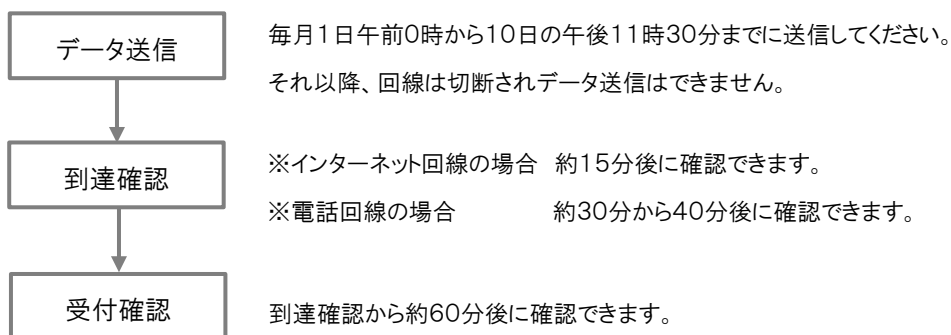 データ送信
毎月1日午前0時から10日の午後11時30分までに送信してください。
それ以降、回線は切断されデータ送信はできません。
到達確認
※インターネット回線の場合 約15分後に確認できます。
※電話回線の場合 約30分から40分後に確認できます。
受付確認
到達確認から約60分後に確認できます。